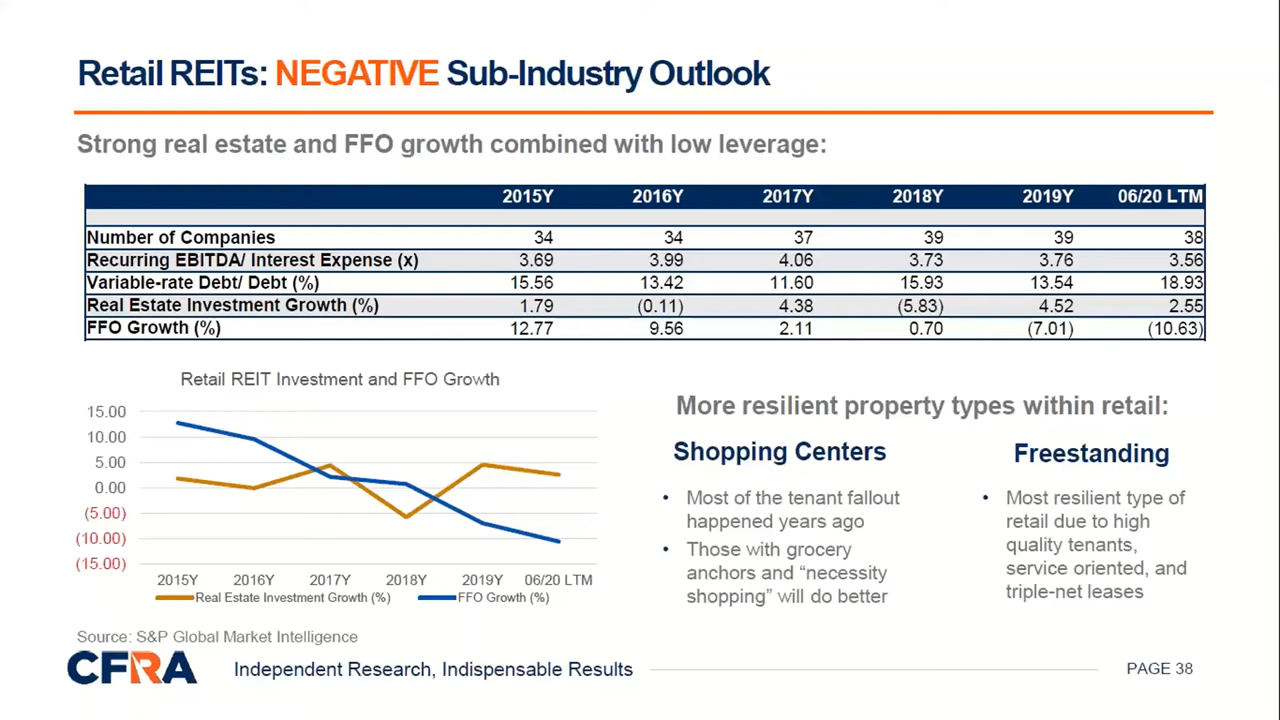 Retail REITs: NEGATIVE Sub-Industry Outlook
Strong real estate and FFO growth combined with low leverage:
2015Y 2016Y 2017Y 2018Y 2019Y 06/20 LTM
Number of Companies 34 34 37 39 39 38
Recurring EBITDA/ Interest Expense (x) 3.69 3.99 4.06 3.73 3.76 3.56
Variable-rate Debt/ Debt (%) 15.56 13.42 11.60 15.93 13.54 18.93
Real Estate Investment Growth (%) 1.79 (0.11) 4.38 (5.83) 4.52 2.55
FFO Growth (%) 12.77 9.56 2.11 0.70 (7.01) (10.63)
Retail REIT Investment and FFO Growth
15.00
10.00
5.00
0.00
(5.00)
(10.00)
(15.00)
2015Y 2016Y 2017Y 2018Y 2019Y 06/20 LTM
Real Estate Investment Growth (%) FFO Growth (%)
More resilient property types within retail:
Shopping Centers
• Most of the tenant fallout
happened years ago
• Those with grocery
anchors and “necessity
shopping” will do better
Freestanding
• Most resilient type of
retail due to high
quality tenants,
service oriented, and
triple-net leases
Source: S&P Global Market Intelligence
CFRA Independent Research, Indispensable Results PAGE 38